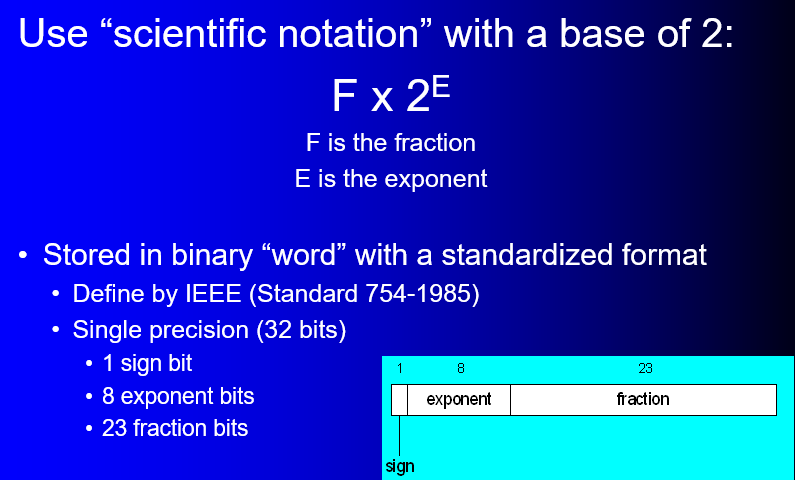 Use “scientific notation” with a base of 2:
F x 2ᴱ
F is the fraction
E is the exponent
• Stored in binary “word” with a standardized format
• Define by IEEE (Standard 754-1985)
• Single precision (32 bits)
• 1 sign bit
• 8 exponent bits
• 23 fraction bits
1 8 23
exponent fraction
sign